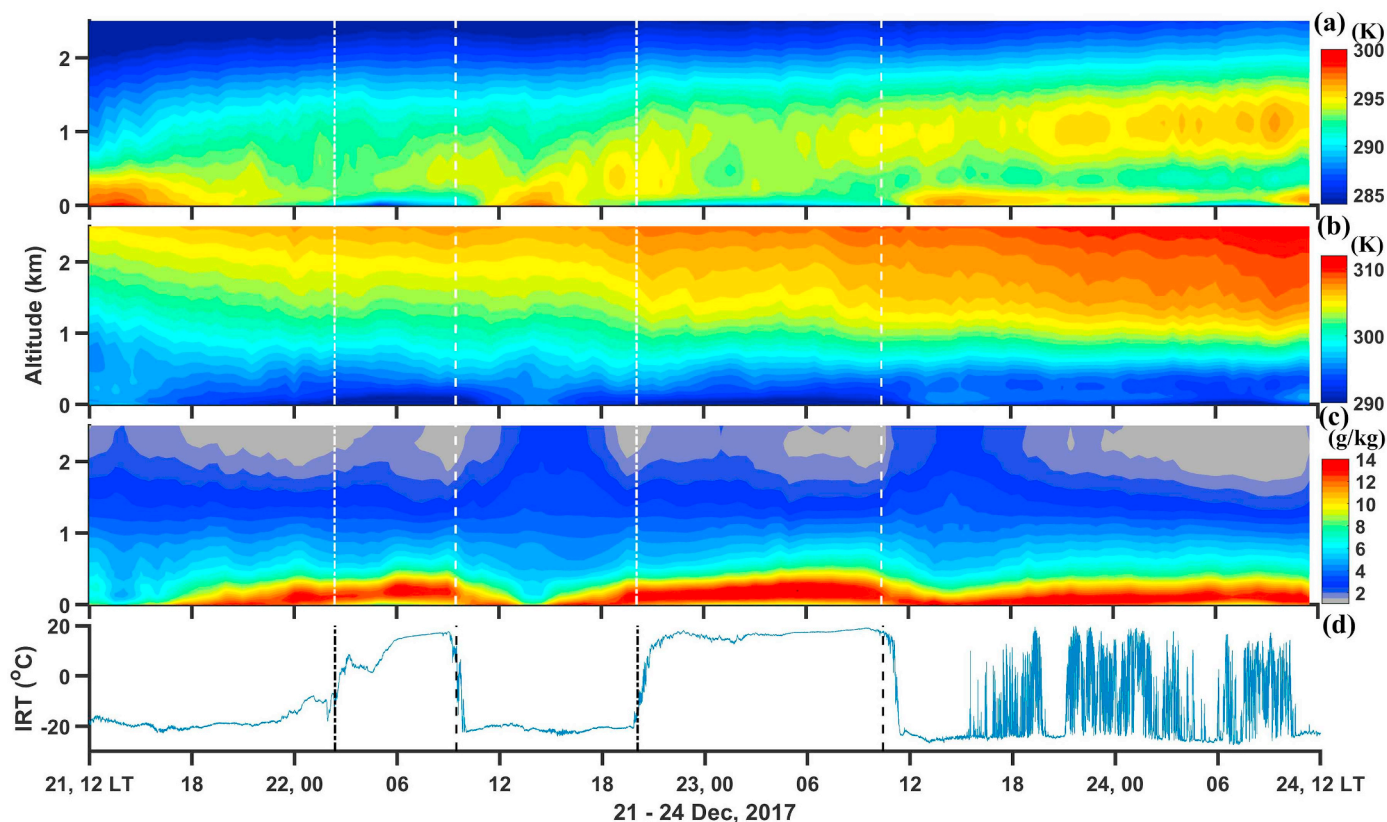 (a) (K)
300
2
295
1
290
0
285
(b) (K)
2
310
1
300
0
290
(c)
(g/kg)
2
14
12
10
1
8
6
4
0
2
Altitude (km)
20
(d)
0
-20
IRT (°C)
21, 12 LT 18 22, 00 06 12 18 23, 00 06 12 18 24, 00 06 24, 12 LT
21 - 24 Dec, 2017